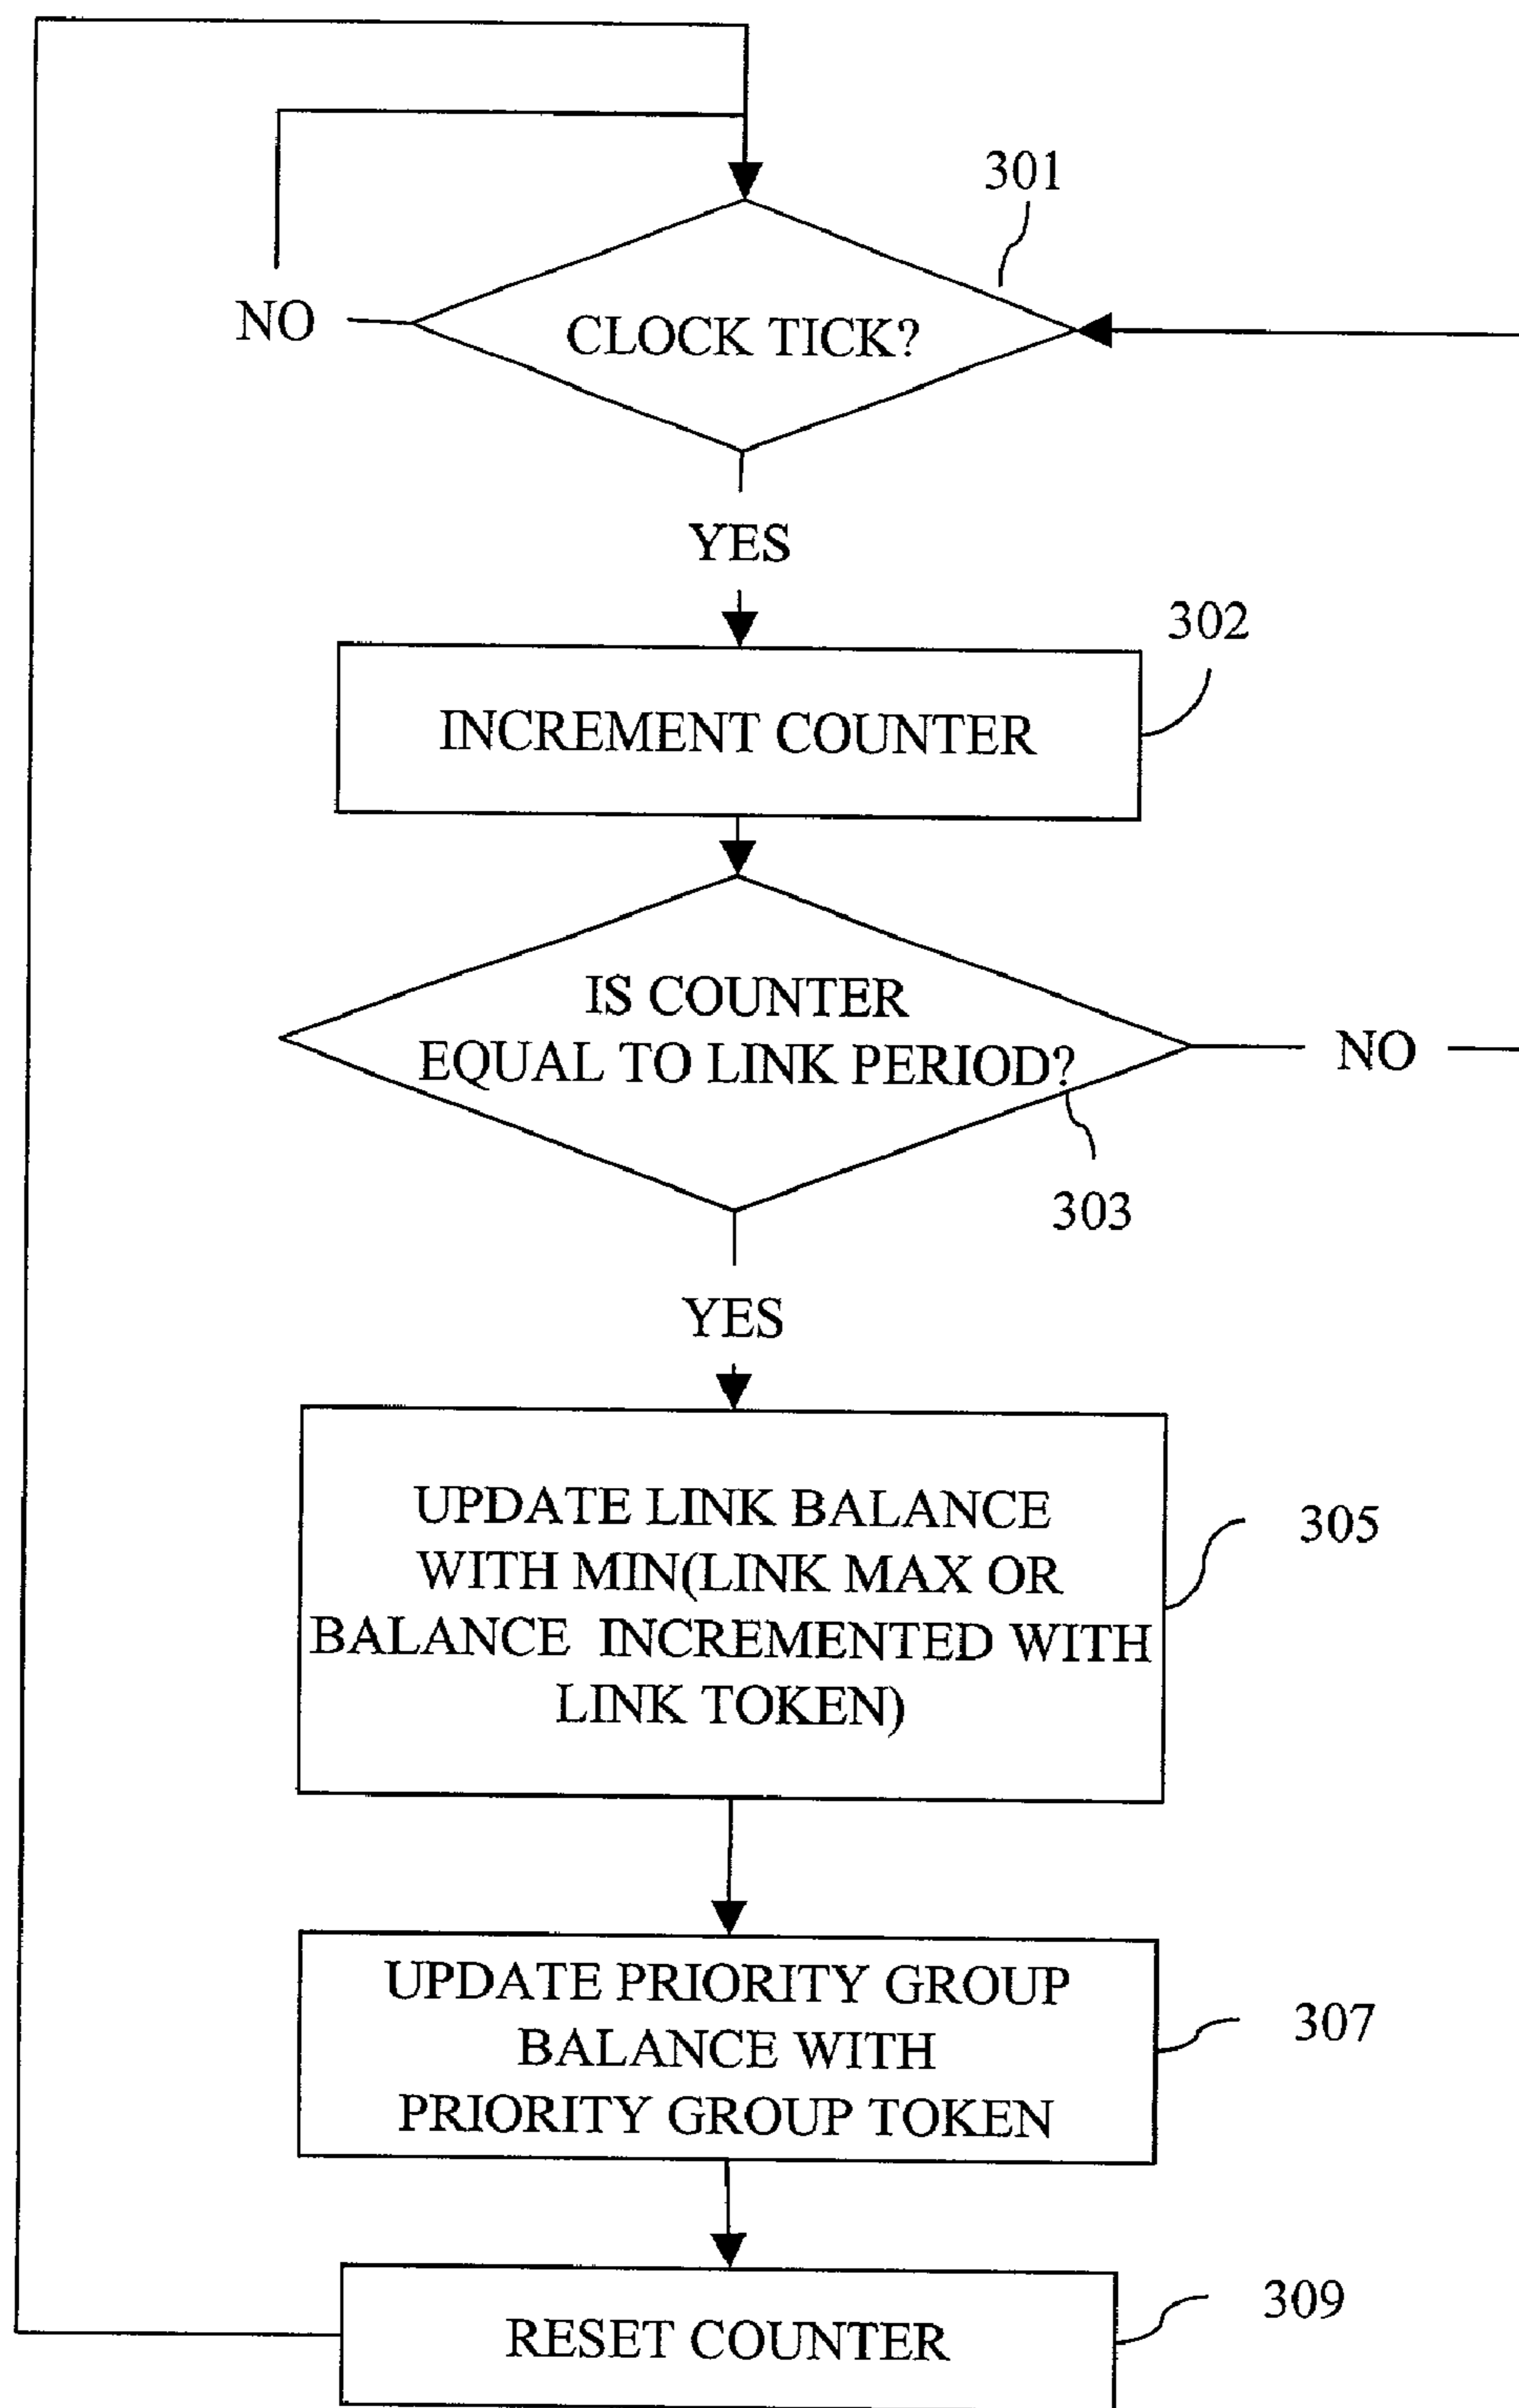 301
NO
CLOCK TICK?
YES
302
INCREMENT COUNTER
IS COUNTER
EQUAL TO LINK PERIOD?
NO
303
YES
UPDATE LINK BALANCE
WITH MIN(LINK MAX OR
BALANCE INCREMENTED WITH
LINK TOKEN)
305
UPDATE PRIORITY GROUP
BALANCE WITH
PRIORITY GROUP TOKEN
307
RESET COUNTER
309